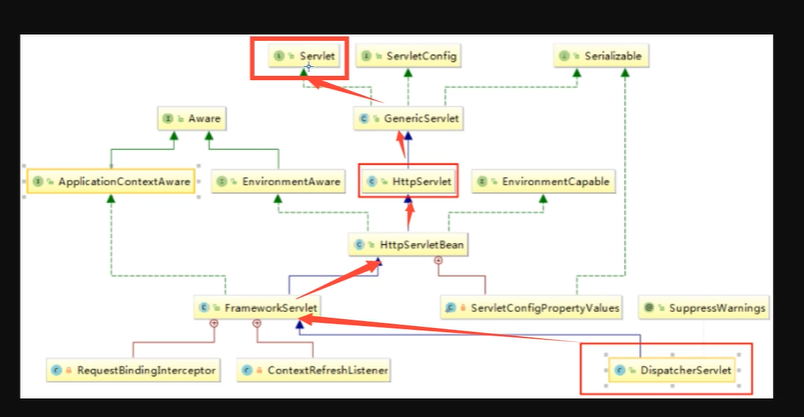 Servlet
ServletConfig
Serializable
Aware
GenericServlet
ApplicationContextAware
EnvironmentAware
HttpServlet
EnvironmentCapable
HttpServletBean
FrameworkServlet
ServletConfigPropertyValues
SuppressWarnings
RequestBindingInterceptor
ContextRefreshListener
DispatcherServlet